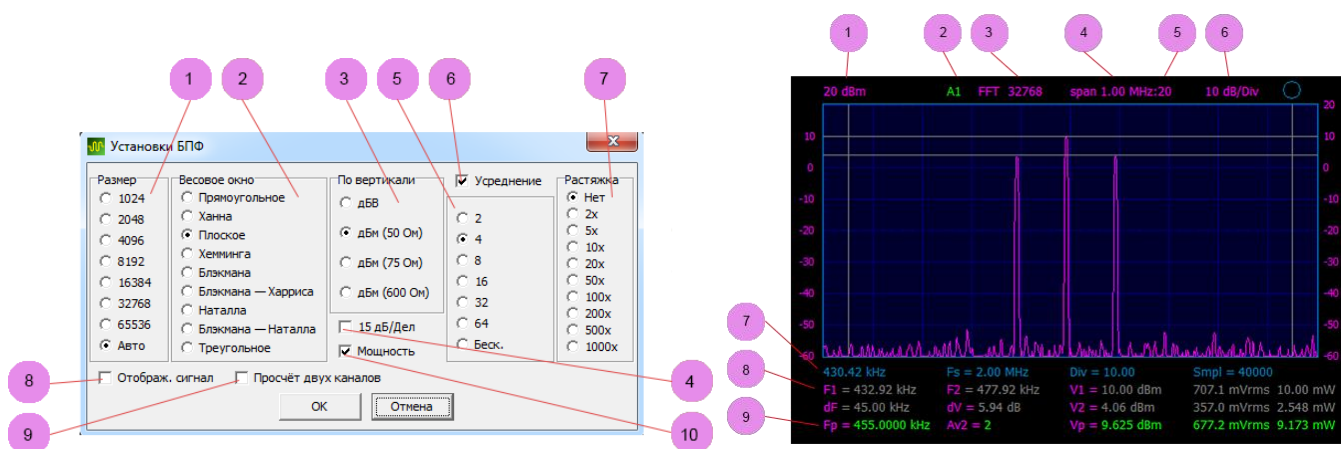 1
2
3
5
6
7
Установки БПФ
Размер
1024
2048
4096
8192
16384
32768
65536
Авто
Весовое окно
Прямоугольное
Ханна
Плоское
Хемминга
Блэкмана
Блэкмана — Харриса
Наталла
Блэкмана — Наталла
Треугольное
По вертикали
дБВ
дБм (50 Ом)
дБм (75 Ом)
дБм (600 Ом)
15 дБ/Дел
Мощность
Усреднение
2
4
8
16
32
64
Беск.
Растяжка
Нет
2x
5x
10x
20x
50x
100x
200x
500x
1000x
Отображ. сигнал
Просчёт двух каналов
OK
Отмена
8
9
4
10
1
2
3
4
5
6
20 dBm A1 FFT 32768 span 1.00 MHz:20 10 dB/Div
20
10 10
0 0
-10 -10
-20 -20
-30 -30
-40 -40
-50 -50
-60 -60
7
8
9
430.42 kHz Fs = 2.00 MHz Div = 10.00 Smpl = 40000
F1 = 432.92 kHz F2 = 477.92 kHz V1 = 10.00 dBm 707.1 mVrms 10.00 mW
dF = 45.00 kHz dV = 5.94 dB V2 = 4.06 dBm 357.0 mVrms 2.548 mW
Fp = 455.0000 kHz Av2 = 2 Vp = 9.625 dBm 677.2 mVrms 9.173 mW